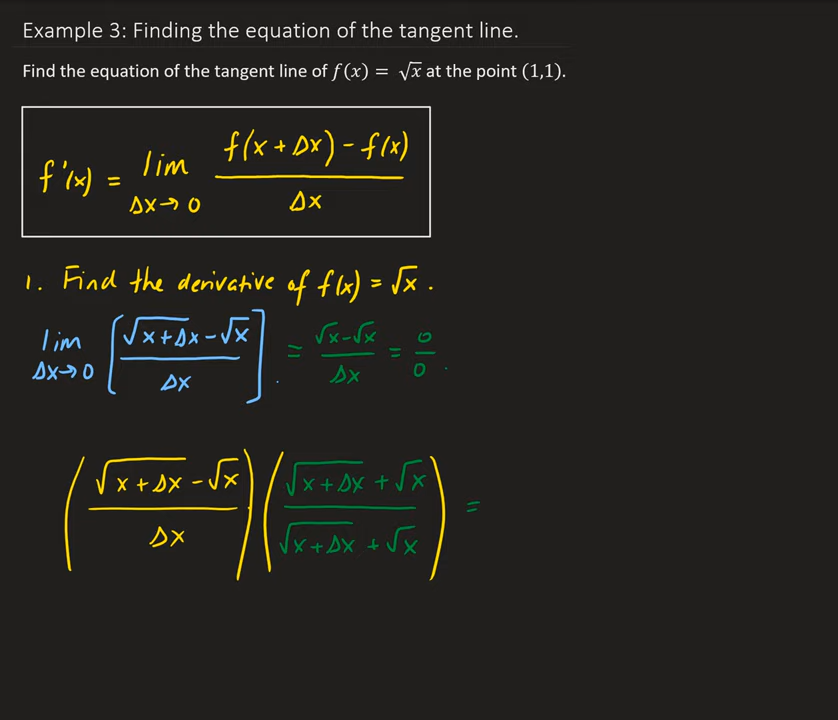 Example 3: Finding the equation of the tangent line.
Find the equation of the tangent line of f(x) = √x at the point (1,1).
f'(x) = lim Δx→0 (f(x + Δx) - f(x)) / Δx
1. Find the derivative of f(x) = √x.
lim Δx→0 [(√(x+Δx) - √x) / Δx]. = (√x - √x) / Δx = 0/0.
((√(x+Δx) - √x) / Δx) ((√(x+Δx) + √x) / (√(x+Δx) + √x)) =